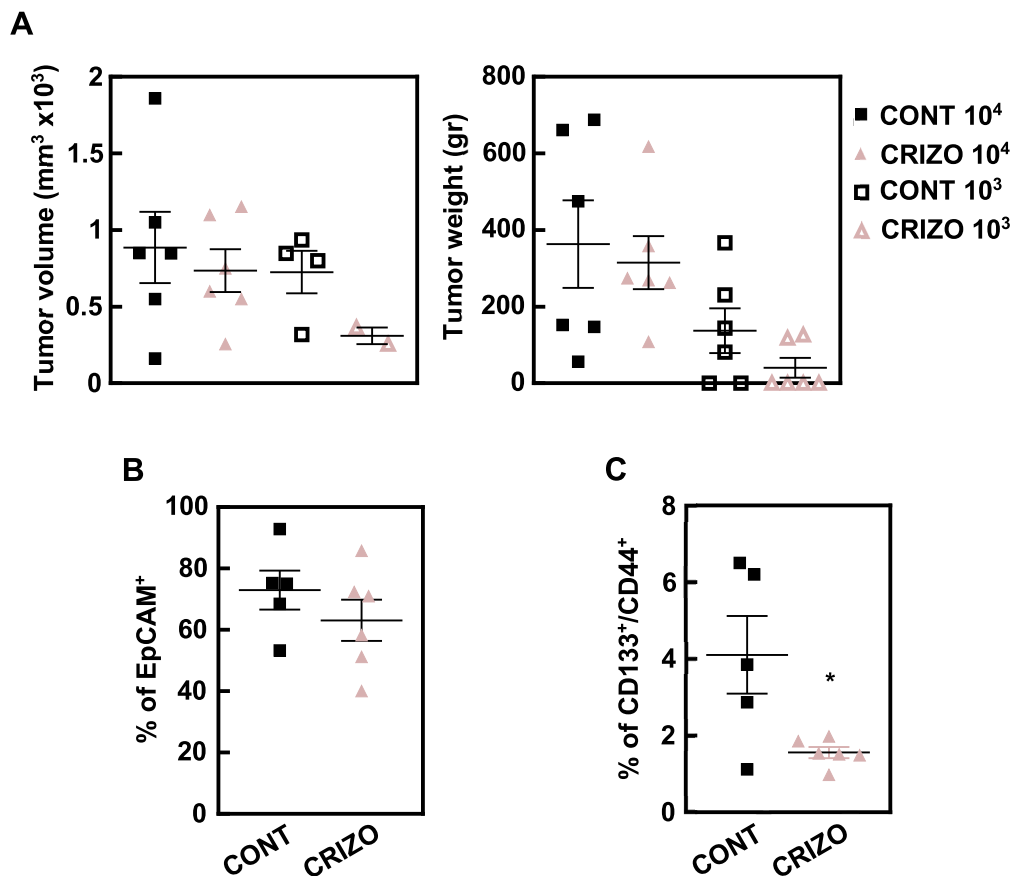 A
Tumor volume (mm³ x10³)
2
1.5
1
0.5
0
Tumor weight (gr)
800
600
400
200
0
CONT 10⁴
CRIZO 10⁴
CONT 10³
CRIZO 10³
B
% of EpCAM⁺
100
80
60
40
20
0
CONT
CRIZO
C
% of CD133⁺/CD44⁺
8
6
4
2
0
*
CONT
CRIZO